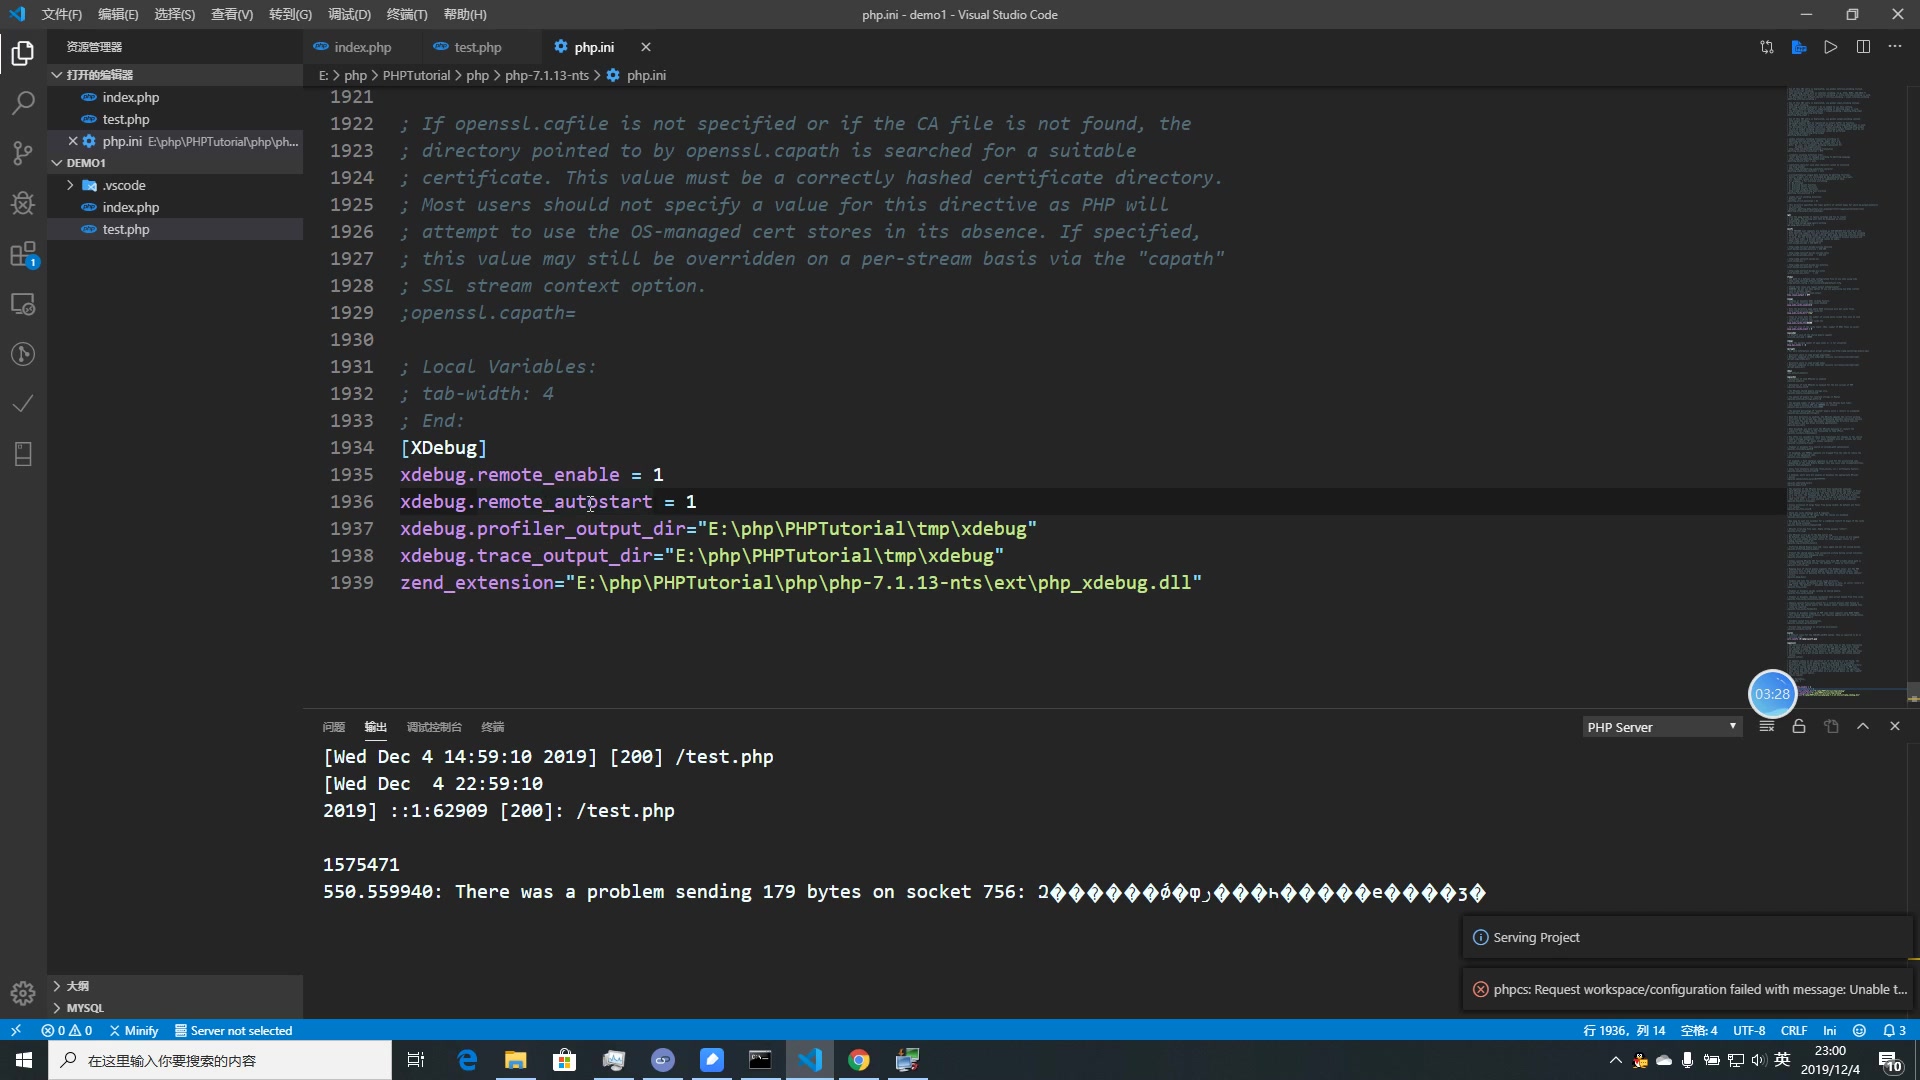 文件(F) 编辑(E) 选择(S) 查看(V) 转到(G) 调试(D) 终端(T) 帮助(H)
php.ini - demo1 - Visual Studio Code
资源管理器
打开的编辑器
index.php
test.php
php.ini E:\php\PHPTutorial\php\ph...
DEMO1
.vscode
index.php
test.php
大纲
MYSQL
1
index.php test.php php.ini
E: > php > PHPTutorial > php > php-7.1.13-nts > php.ini
1921
1922 ; If openssl.cafile is not specified or if the CA file is not found, the
1923 ; directory pointed to by openssl.capath is searched for a suitable
1924 ; certificate. This value must be a correctly hashed certificate directory.
1925 ; Most users should not specify a value for this directive as PHP will
1926 ; attempt to use the OS-managed cert stores in its absence. If specified,
1927 ; this value may still be overridden on a per-stream basis via the "capath"
1928 ; SSL stream context option.
1929 ;openssl.capath=
1930
1931 ; Local Variables:
1932 ; tab-width: 4
1933 ; End:
1934 [XDebug]
1935 xdebug.remote_enable = 1
1936 xdebug.remote_autostart = 1
1937 xdebug.profiler_output_dir="E:\php\PHPTutorial\tmp\xdebug"
1938 xdebug.trace_output_dir="E:\php\PHPTutorial\tmp\xdebug"
1939 zend_extension="E:\php\PHPTutorial\php\php-7.1.13-nts\ext\php_xdebug.dll"
03:28
问题 输出 调试控制台 终端
PHP Server
[Wed Dec 4 14:59:10 2019] [200] /test.php
[Wed Dec  4 22:59:10
2019] ::1:62909 [200]: /test.php
1575471
550.559940: There was a problem sending 179 bytes on socket 756:
Serving Project
phpcs: Request workspace/configuration failed with message: Unable t...
0 0 Minify Server not selected
行 1936，列 14 空格: 4 UTF-8 CRLF Ini 3
在这里输入你要搜索的内容
英
23:00
2019/12/4
10